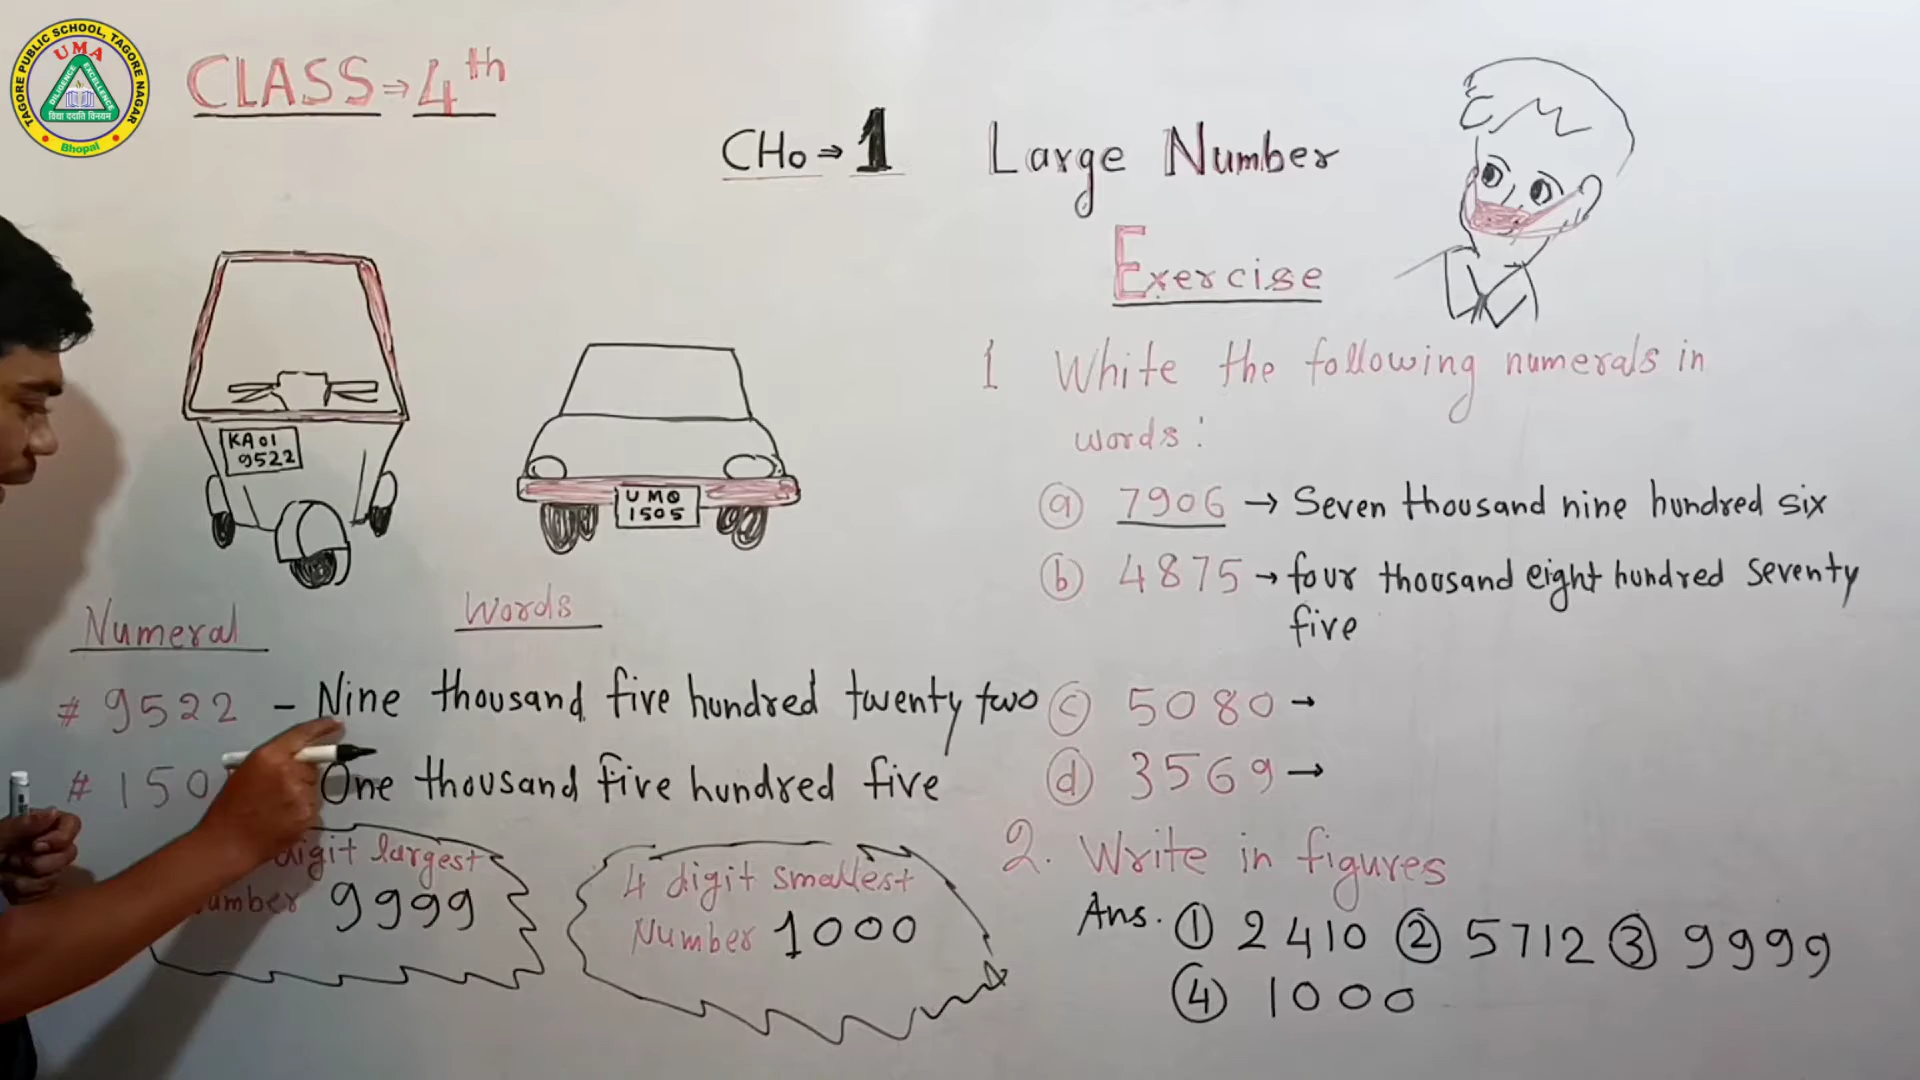 TAGORE PUBLIC SCHOOL, TAGORE NAGAR
UMA
DILIGENCE EXCELLENCE
विद्या ददाति विनयम
Bhopal
CLASS ⇒ 4th
CHo ⇒ 1 Large Number
Exercise
KA 01
9522
UMO
1505
1 White the following numerals in
words:
(a) 7906 → Seven thousand nine hundred six
(b) 4875 → four thousand eight hundred seventy
five
(c) 5080 →
(d) 3569 →
2. Write in figures
Ans. (1) 2410 (2) 5712 (3) 9999
(4) 1000
Numeral Words
# 9522 - Nine thousand five hundred twenty two
# 150 One thousand five hundred five
digit largest
umber 9999
4 digit smallest
Number 1000